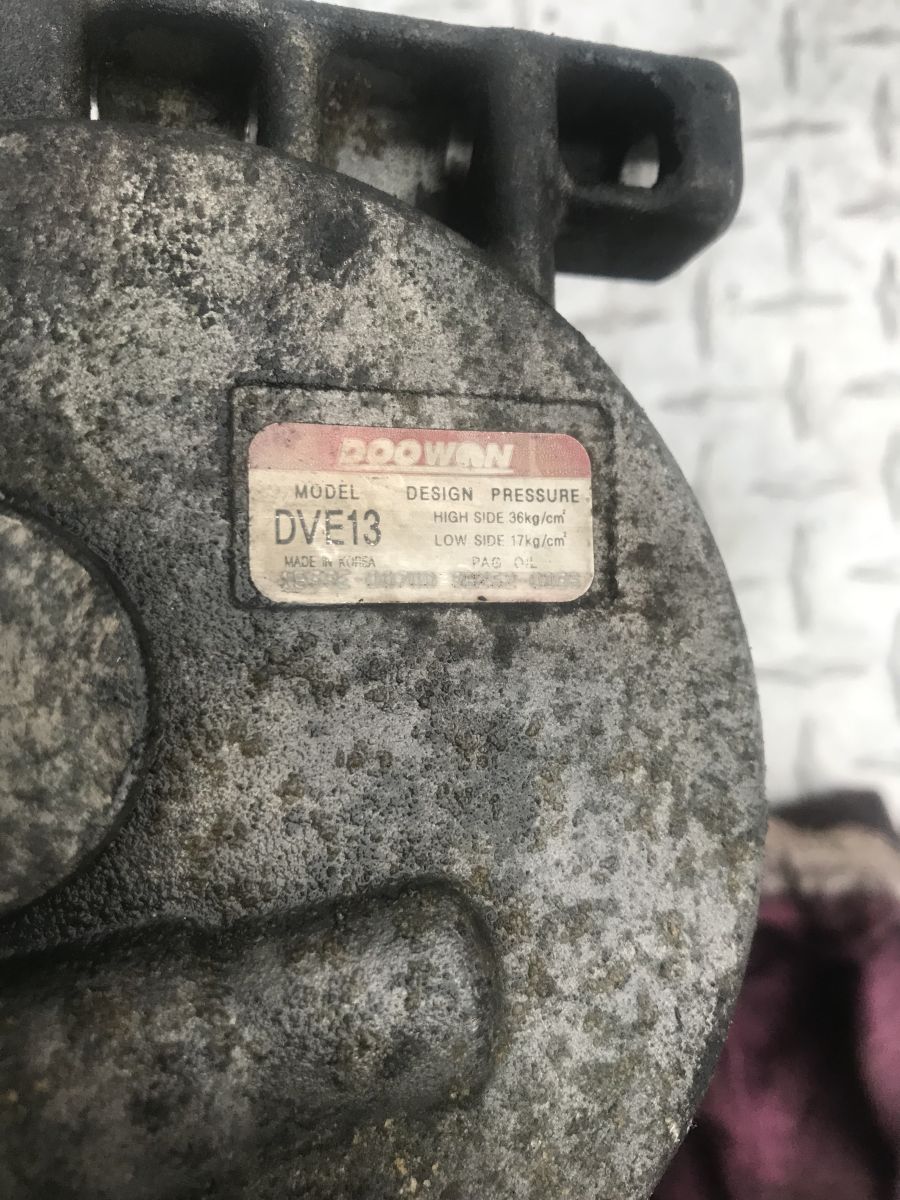 DOOWON
MODEL DESIGN PRESSURE
DVE13 HIGH SIDE 36kg/cm²
LOW SIDE 17kg/cm²
MADE IN KOREA PAG OIL